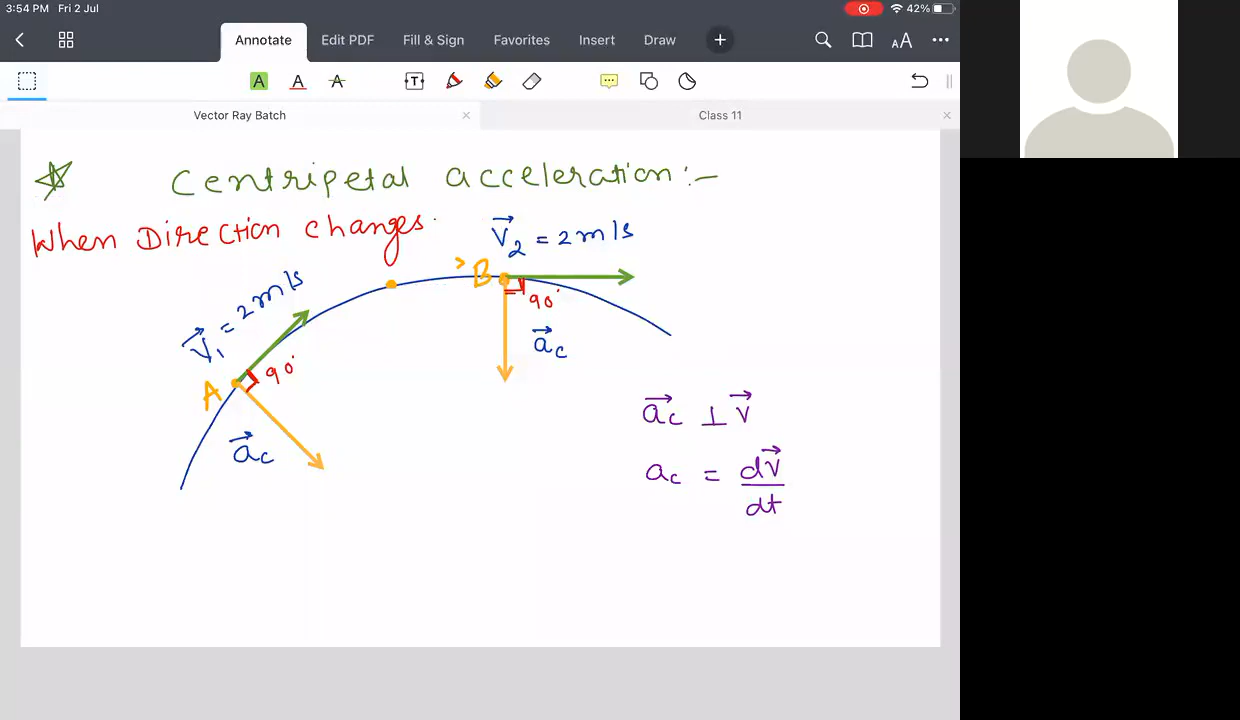 3:54 PM Fri 2 Jul
42%
Annotate Edit PDF Fill & Sign Favorites Insert Draw
AA
A A A T
Vector Ray Batch
Class 11
Centripetal acceleration:-
When Direction changes.
V⃗₂ = 2 m/s
V⃗₁ = 2 m/s
B
90°
a⃗c
A
90°
a⃗c
a⃗c ⊥ V⃗
ac = dV⃗
dt